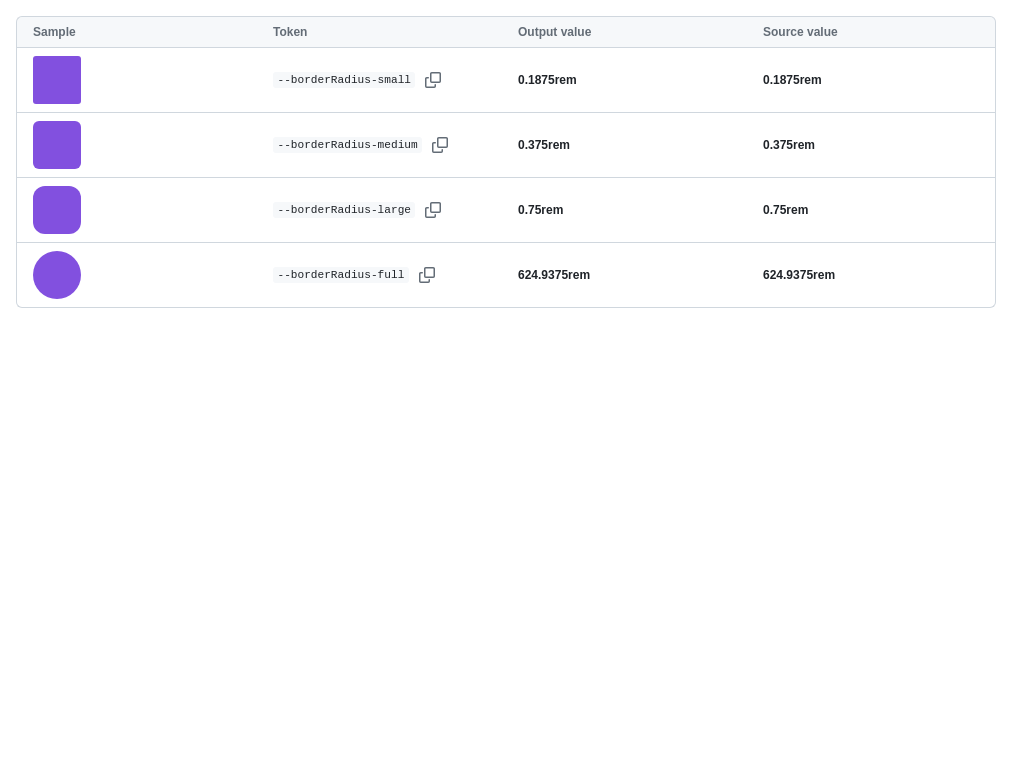 Sample Token Output value Source value
--borderRadius-small 0.1875rem 0.1875rem
--borderRadius-medium 0.375rem 0.375rem
--borderRadius-large 0.75rem 0.75rem
--borderRadius-full 624.9375rem 624.9375rem